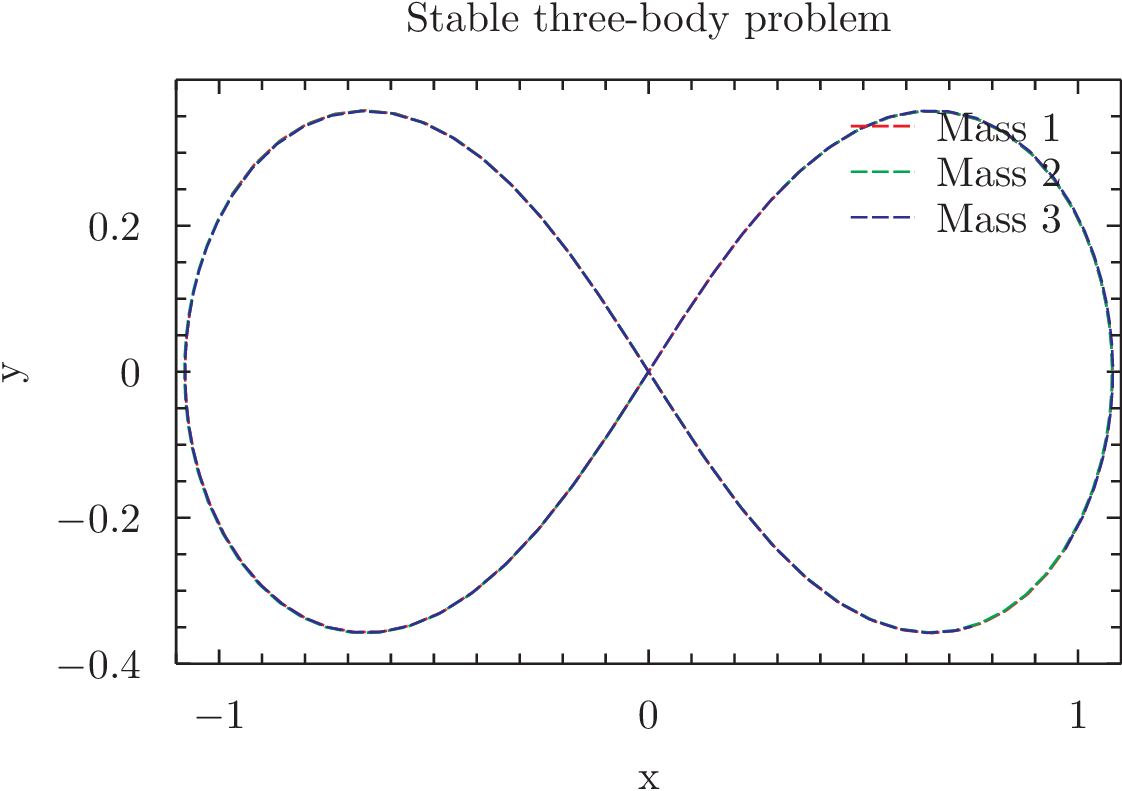 Stable three-body problem
Mass 1
Mass 2
Mass 3
0.2
0
−0.2
−0.4
y
−1
0
1
x